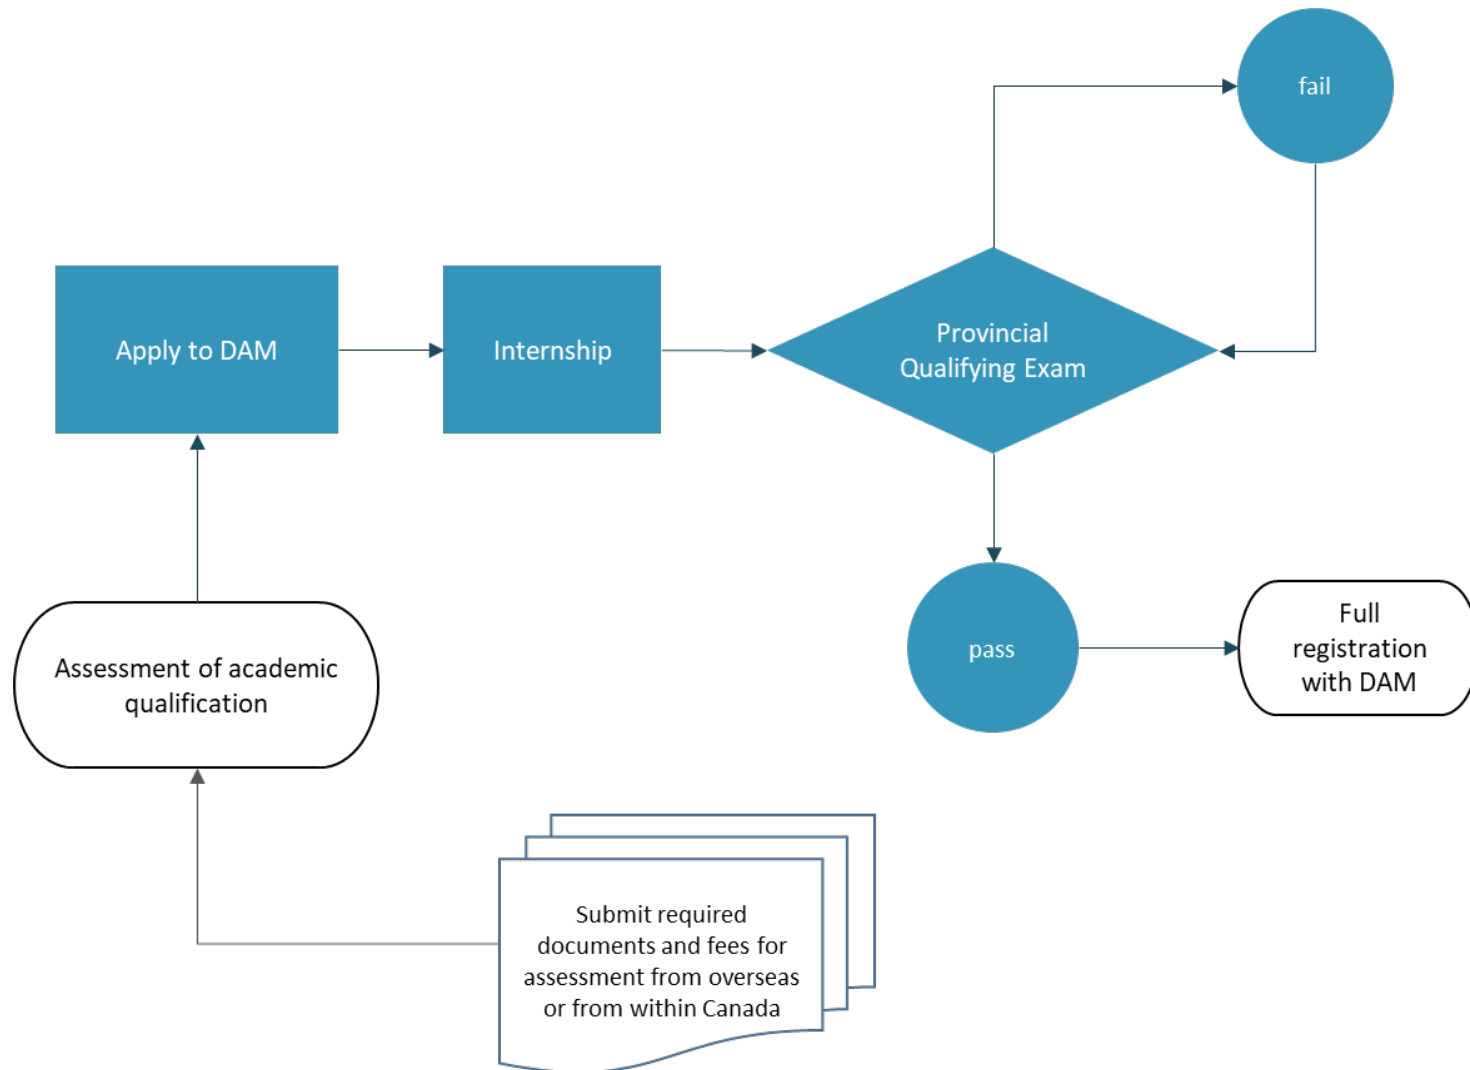 fail
Apply to DAM
Internship
Provincial
Qualifying Exam
Assessment of academic
qualification
pass
Full
registration
with DAM
Submit required
documents and fees for
assessment from overseas
or from within Canada